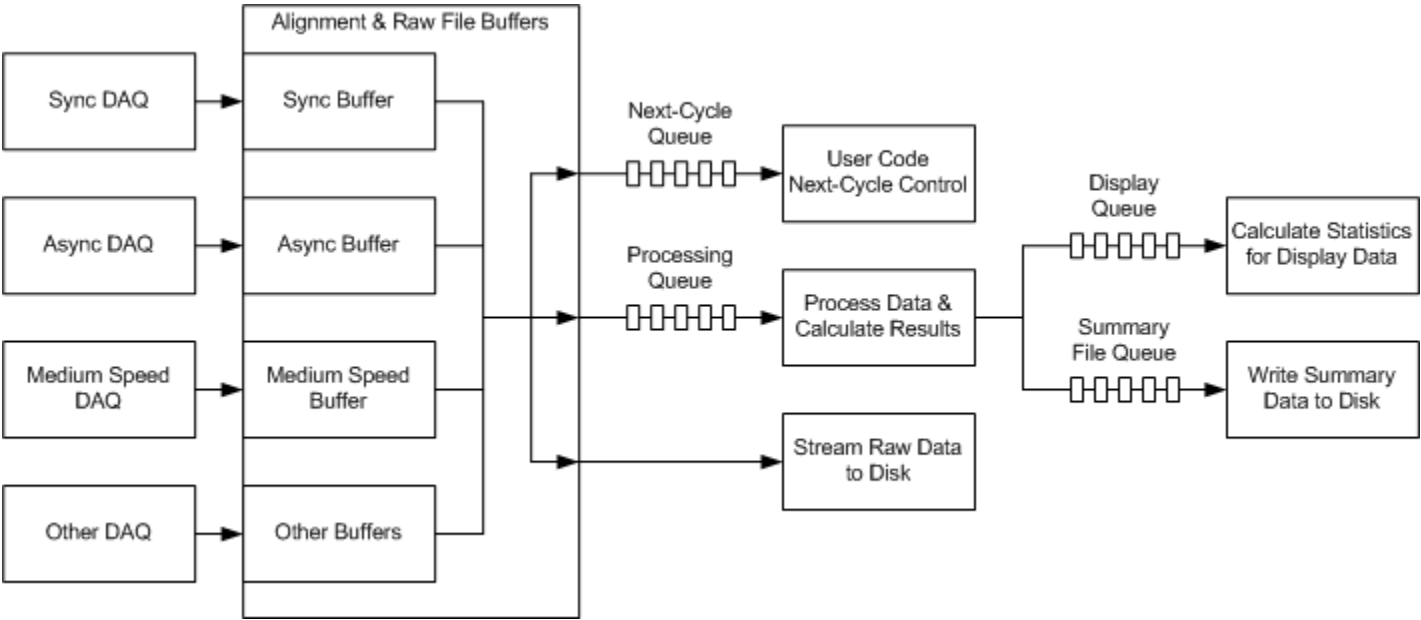 Alignment & Raw File Buffers
Sync DAQ
Sync Buffer
Async DAQ
Async Buffer
Medium Speed
DAQ
Medium Speed
Buffer
Other DAQ
Other Buffers
Next-Cycle
Queue
User Code
Next-Cycle Control
Processing
Queue
Process Data &
Calculate Results
Stream Raw Data
to Disk
Display
Queue
Calculate Statistics
for Display Data
Summary
File Queue
Write Summary
Data to Disk